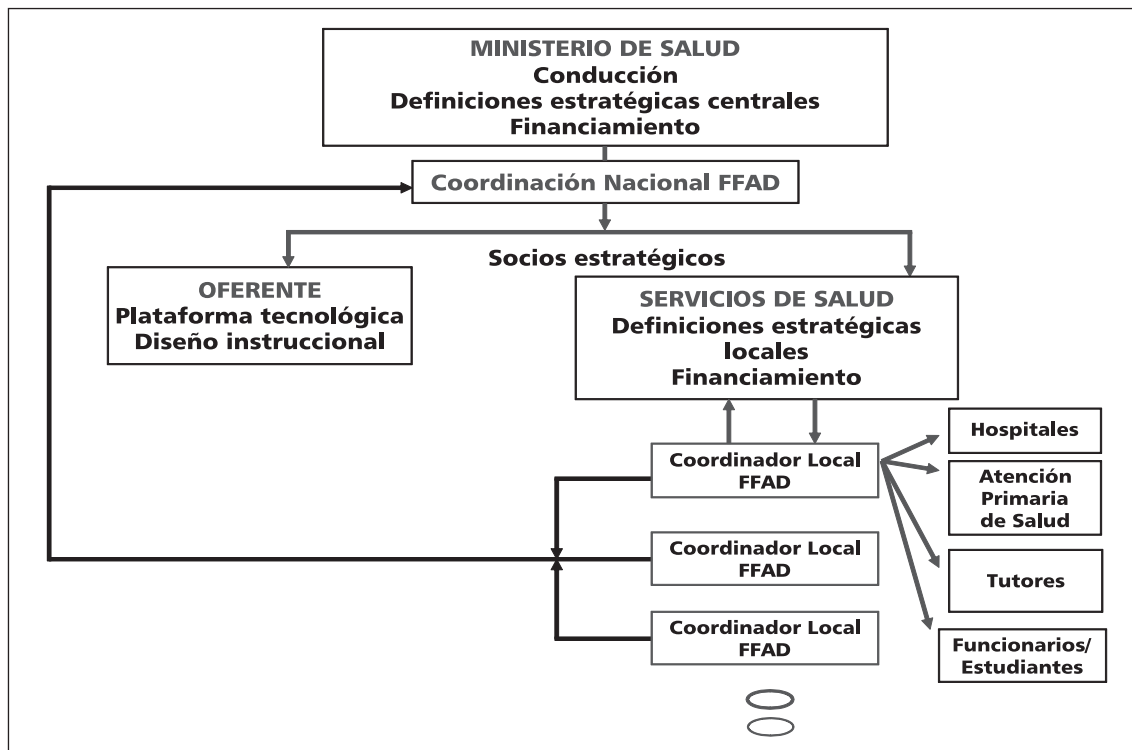 MINISTERIO DE SALUD
Conducción
Definiciones estratégicas centrales
Financiamiento
Coordinación Nacional FFAD
Socios estratégicos
OFERENTE
Plataforma tecnológica
Diseño instruccional
SERVICIOS DE SALUD
Definiciones estratégicas
locales
Financiamiento
Coordinador Local
FFAD
Hospitales
Atención
Primaria
de Salud
Coordinador Local
FFAD
Tutores
Coordinador Local
FFAD
Funcionarios/
Estudiantes